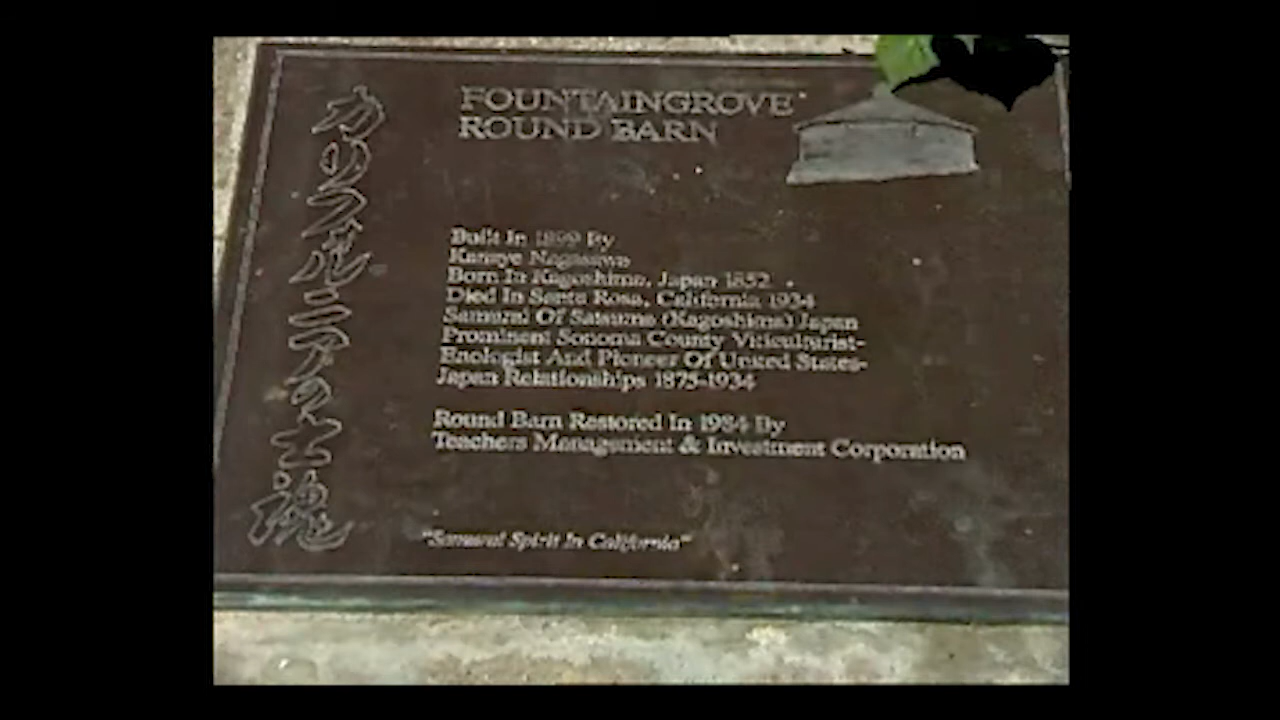 カリフォルニアの士魂
FOUNTAINGROVE
ROUND BARN
Built In 1899 By
Kanaye Nagasawa
Born In Kagoshima, Japan 1852
Died In Santa Rosa, California 1934
Samurai Of Satsuma (Kagoshima) Japan
Prominent Sonoma County Viticulturist-
Enologist And Pioneer Of United States-
Japan Relationships 1875-1934
Round Barn Restored In 1984 By
Teachers Management & Investment Corporation
"Samurai Spirit In California"